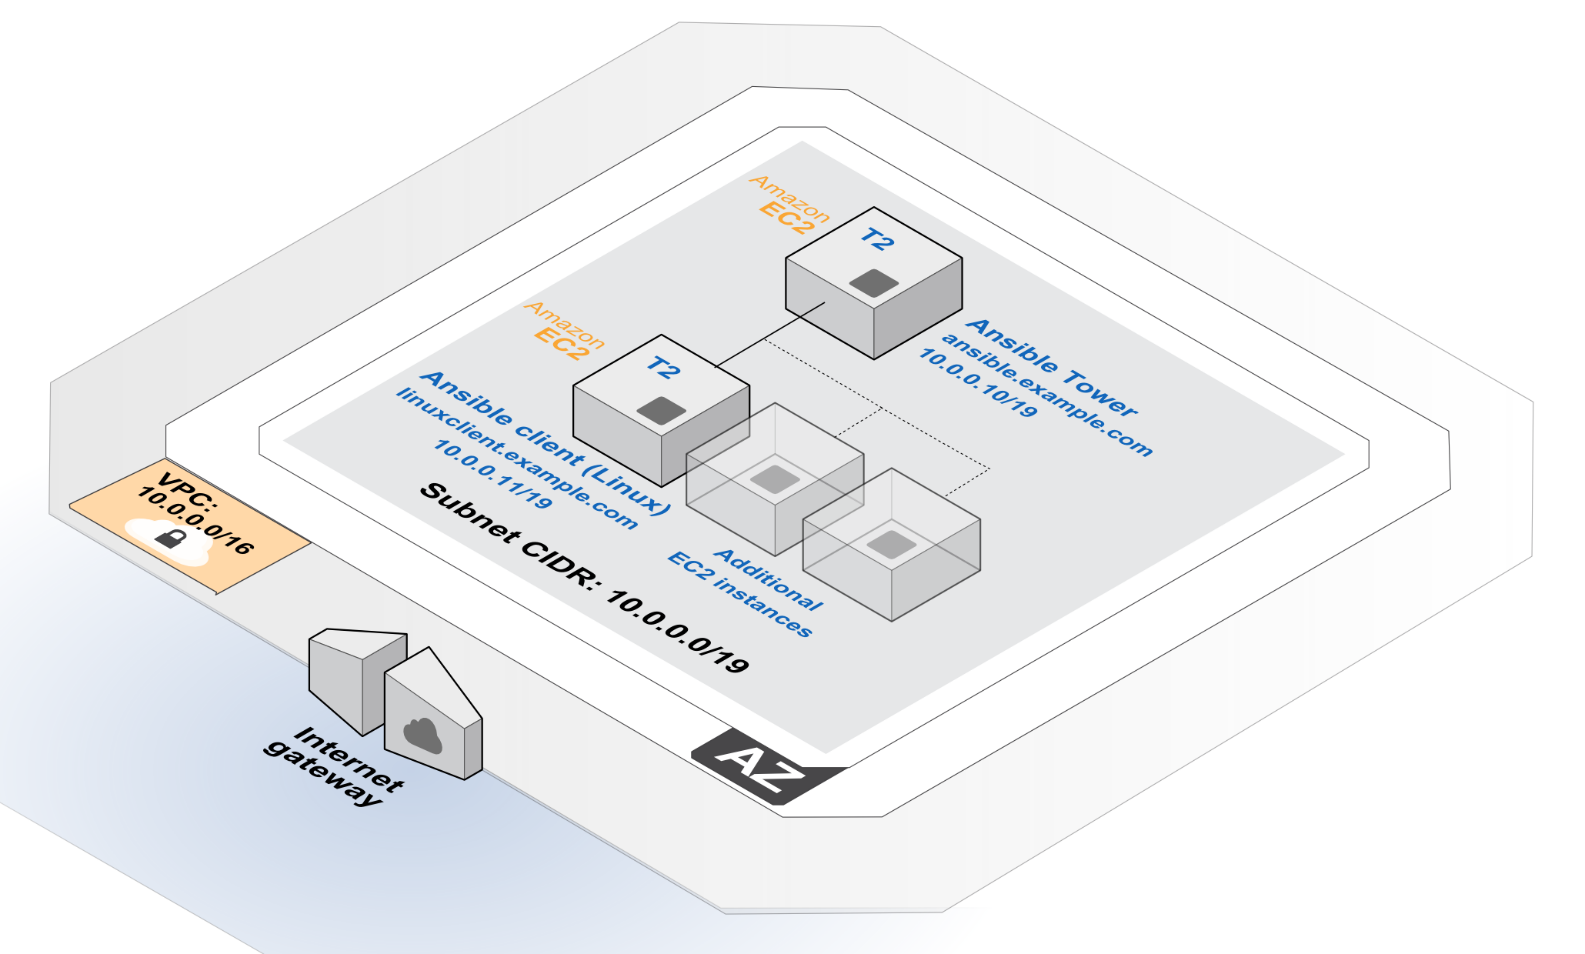 Amazon
EC2
T2
Ansible Tower
ansible.example.com
10.0.0.10/19
Amazon
EC2
T2
Ansible client (Linux)
linuxclient.example.com
10.0.0.11/19
Additional
EC2 instances
Subnet CIDR: 10.0.0.0/19
VPC:
10.0.0.0/16
Internet
gateway
AZ